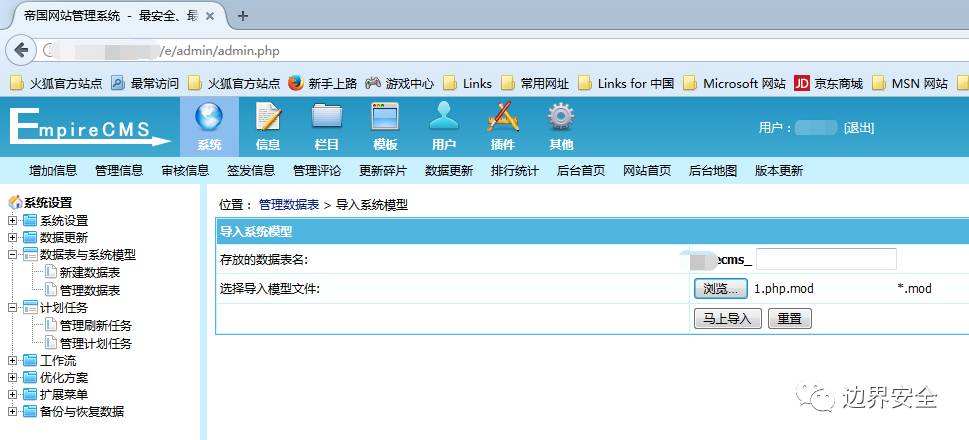 帝国网站管理系统 - 最安全、最
/e/admin/admin.php
火狐官方站点 最常访问 火狐官方站点 新手上路 游戏中心 Links 常用网址 Links for 中国 Microsoft 网站 JD 京东商城 MSN 网站
EmpireCMS 系统 信息 栏目 模板 用户 插件 其他 用户： [退出]
增加信息 管理信息 审核信息 签发信息 管理评论 更新碎片 数据更新 排行统计 后台首页 网站首页 后台地图 版本更新
系统设置
系统设置
数据更新
数据表与系统模型
新建数据表
管理数据表
计划任务
管理刷新任务
管理计划任务
工作流
优化方案
扩展菜单
备份与恢复数据
位置： 管理数据表 > 导入系统模型
导入系统模型
存放的数据表名: ecms_
选择导入模型文件: 浏览... 1.php.mod *.mod
马上导入 重置
边界安全